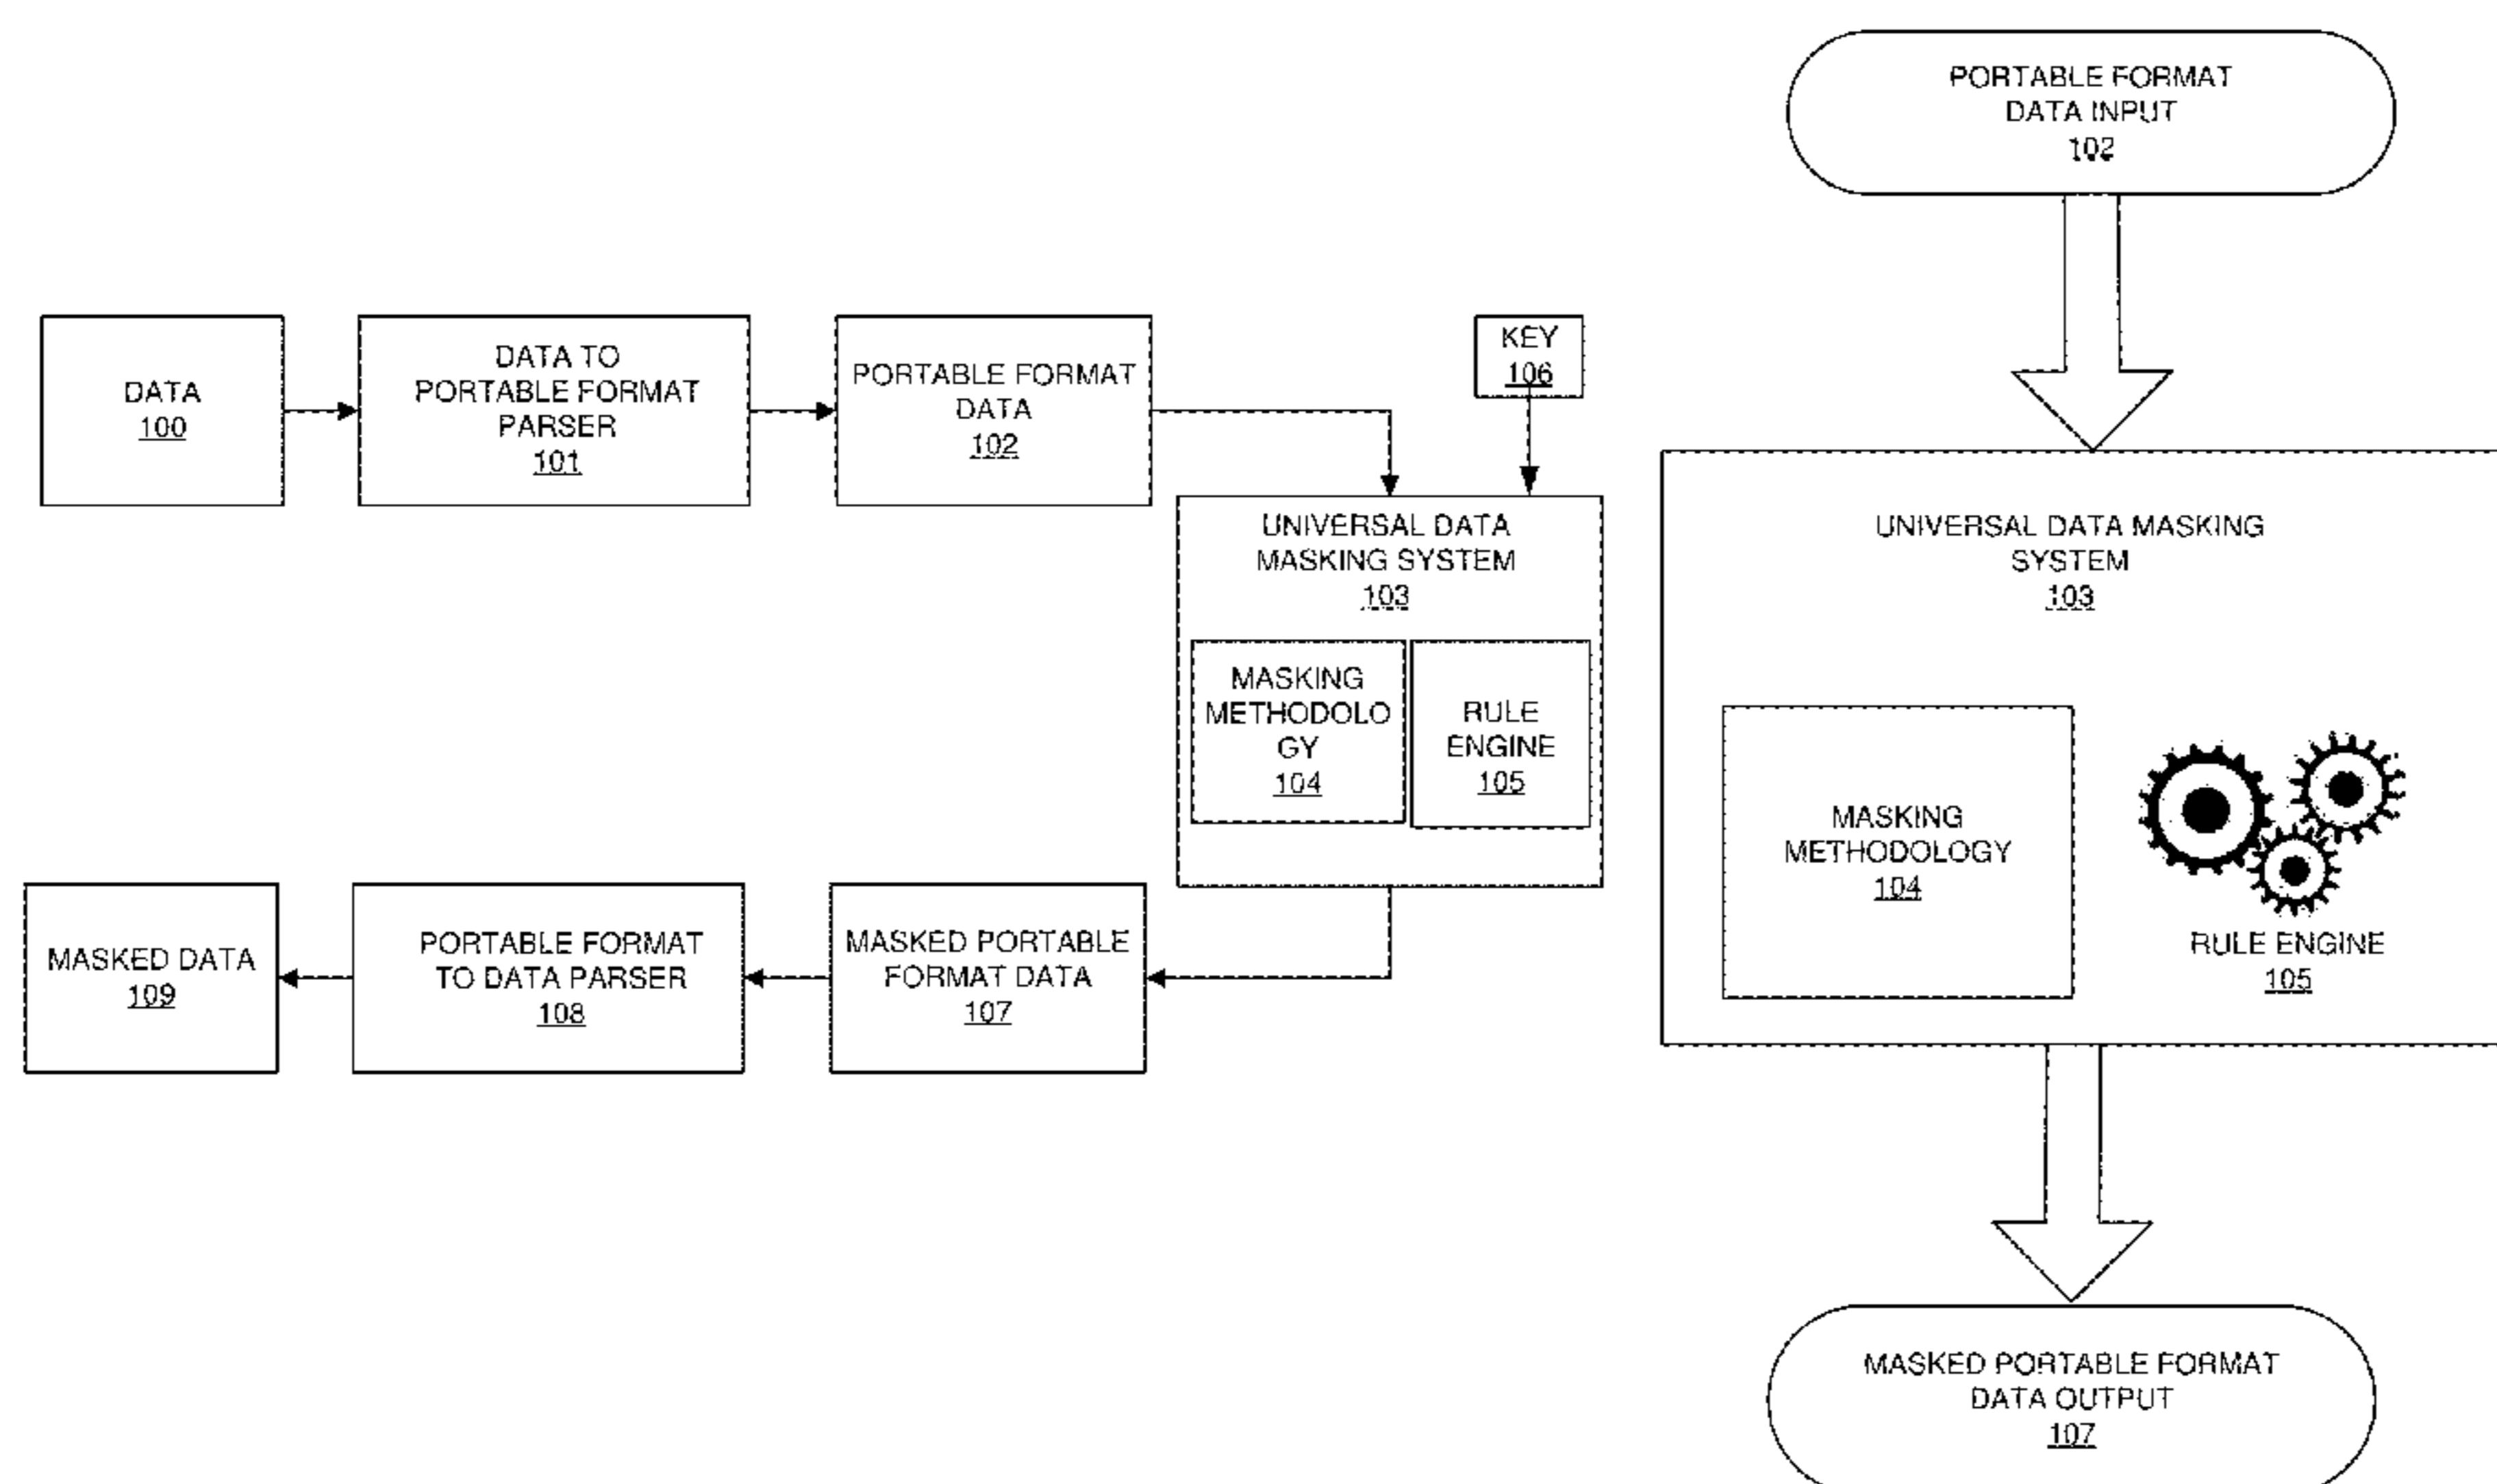 DATA
100
DATA TO
PORTABLE FORMAT
PARSER
101
PORTABLE FORMAT
DATA
102
KEY
106
UNIVERSAL DATA
MASKING SYSTEM
103
MASKING
METHODOLO
GY
104
RULE
ENGINE
105
MASKED DATA
109
PORTABLE FORMAT
TO DATA PARSER
108
MASKED PORTABLE
FORMAT DATA
107
PORTABLE FORMAT
DATA INPUT
102
UNIVERSAL DATA MASKING
SYSTEM
103
MASKING
METHODOLOGY
104
RULE ENGINE
105
MASKED PORTABLE FORMAT
DATA OUTPUT
107